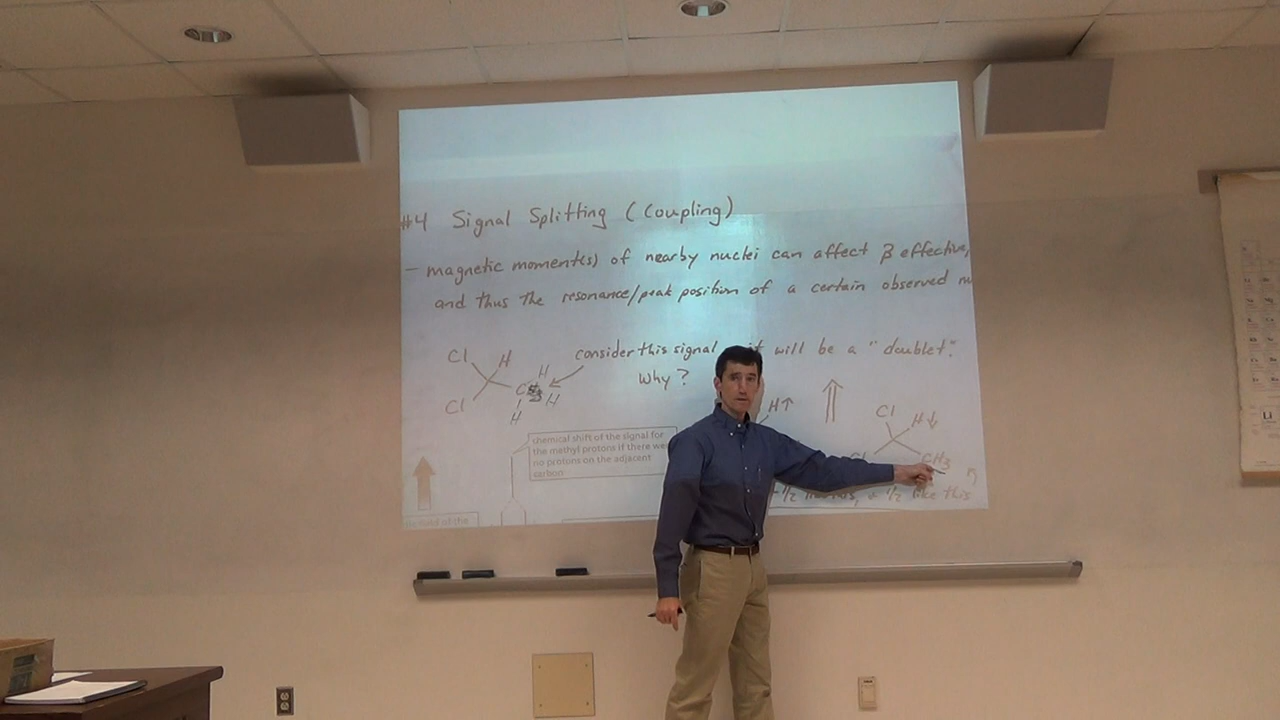 #4 Signal Splitting (Coupling)
- magnetic moment(s) of nearby nuclei can affect β effective,
and thus the resonance/peak position of a certain observed
consider this signal it will be a "doublet".
Why?
Cl H
C H
Cl H H
H↑
Cl H
CH3
chemical shift of the signal for
the methyl protons if there were
no protons on the adjacent
carbon
1/2 like this